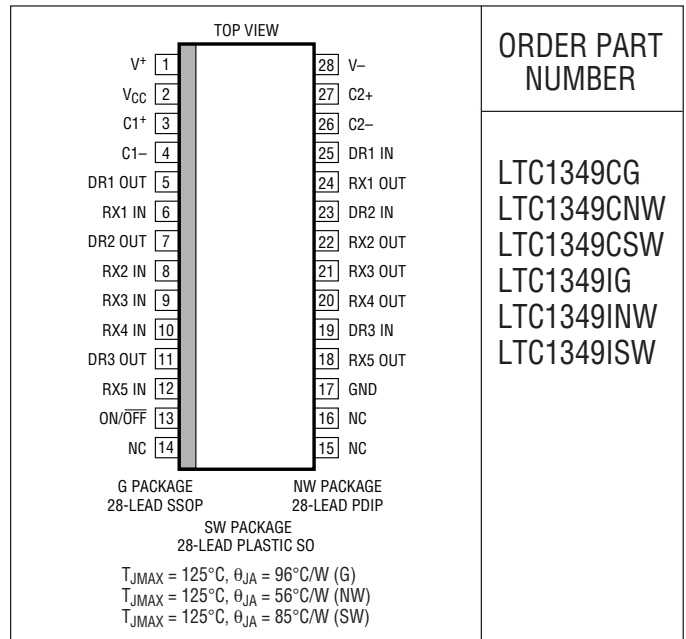 TOP VIEW
V+ 1
VCC 2
C1+ 3
C1– 4
DR1 OUT 5
RX1 IN 6
DR2 OUT 7
RX2 IN 8
RX3 IN 9
RX4 IN 10
DR3 OUT 11
RX5 IN 12
ON/OFF 13
NC 14
28 V–
27 C2+
26 C2–
25 DR1 IN
24 RX1 OUT
23 DR2 IN
22 RX2 OUT
21 RX3 OUT
20 RX4 OUT
19 DR3 IN
18 RX5 OUT
17 GND
16 NC
15 NC
G PACKAGE
28-LEAD SSOP
NW PACKAGE
28-LEAD PDIP
SW PACKAGE
28-LEAD PLASTIC SO
TJMAX = 125°C, θJA = 96°C/W (G)
TJMAX = 125°C, θJA = 56°C/W (NW)
TJMAX = 125°C, θJA = 85°C/W (SW)
ORDER PART
NUMBER
LTC1349CG
LTC1349CNW
LTC1349CSW
LTC1349IG
LTC1349INW
LTC1349ISW